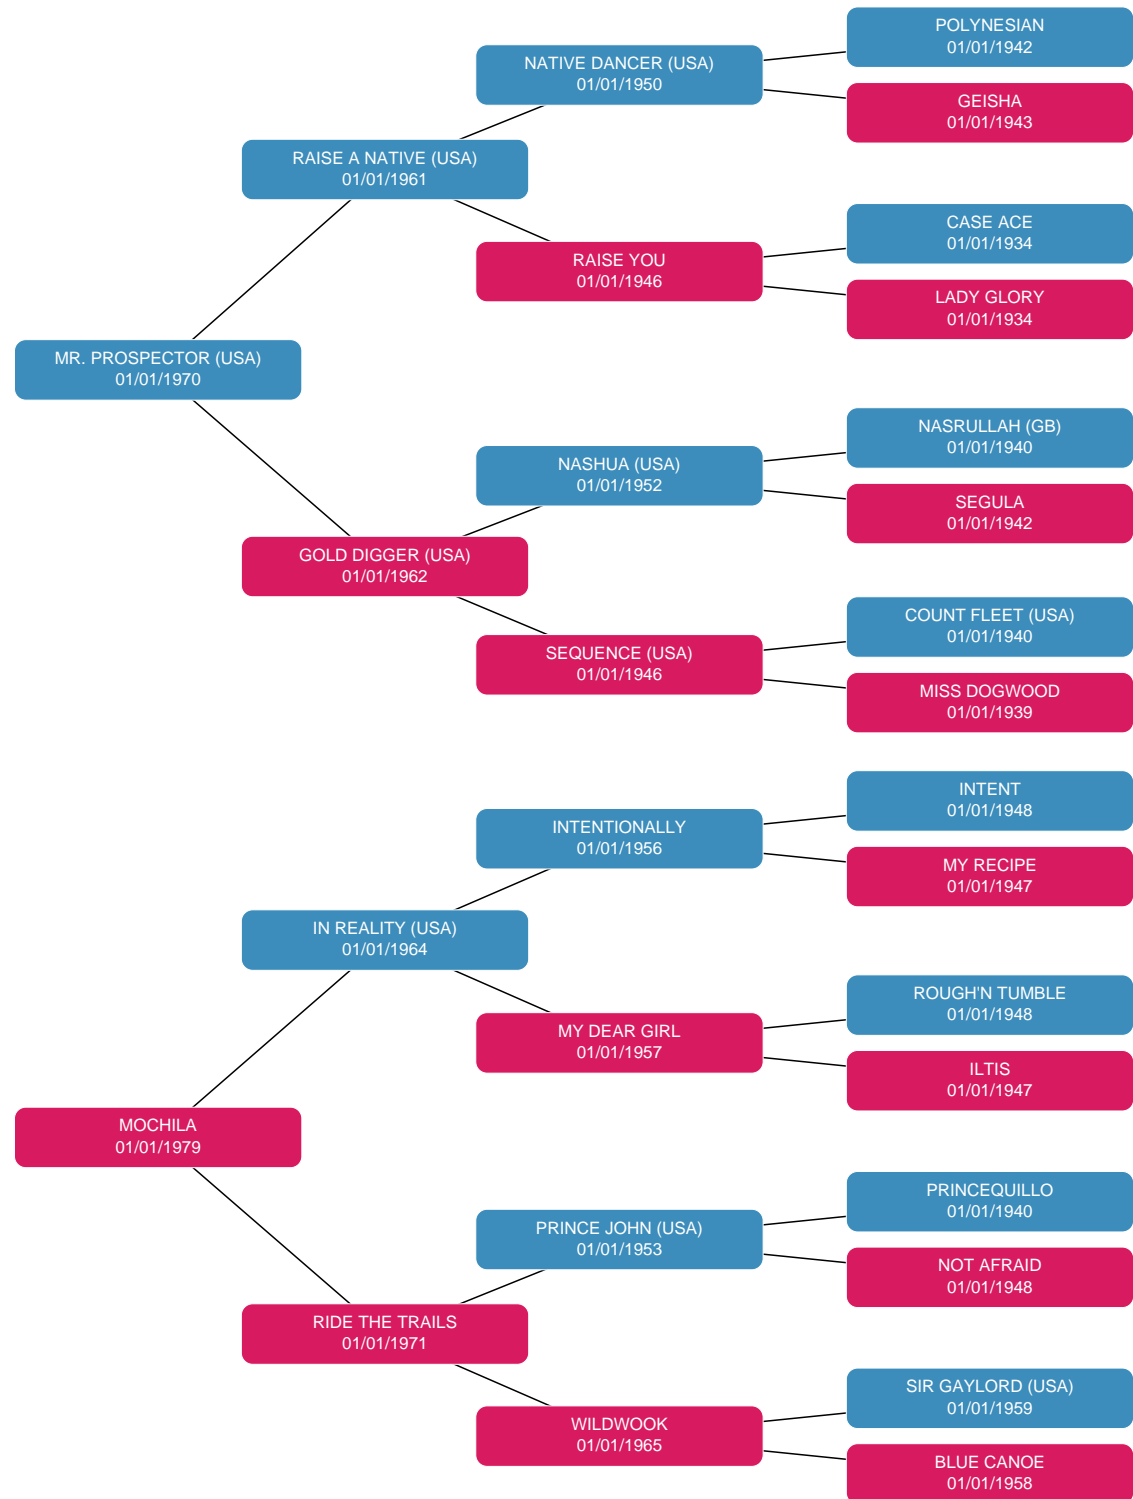 POLYNESIAN
01/01/1942
NATIVE DANCER (USA)
01/01/1950
GEISHA
01/01/1943
RAISE A NATIVE (USA)
01/01/1961
CASE ACE
01/01/1934
RAISE YOU
01/01/1946
LADY GLORY
01/01/1934
MR. PROSPECTOR (USA)
01/01/1970
NASRULLAH (GB)
01/01/1940
NASHUA (USA)
01/01/1952
SEGULA
01/01/1942
GOLD DIGGER (USA)
01/01/1962
COUNT FLEET (USA)
01/01/1940
SEQUENCE (USA)
01/01/1946
MISS DOGWOOD
01/01/1939
INTENT
01/01/1948
INTENTIONALLY
01/01/1956
MY RECIPE
01/01/1947
IN REALITY (USA)
01/01/1964
ROUGH'N TUMBLE
01/01/1948
MY DEAR GIRL
01/01/1957
ILTIS
01/01/1947
MOCHILA
01/01/1979
PRINCEQUILLO
01/01/1940
PRINCE JOHN (USA)
01/01/1953
NOT AFRAID
01/01/1948
RIDE THE TRAILS
01/01/1971
SIR GAYLORD (USA)
01/01/1959
WILDWOOK
01/01/1965
BLUE CANOE
01/01/1958